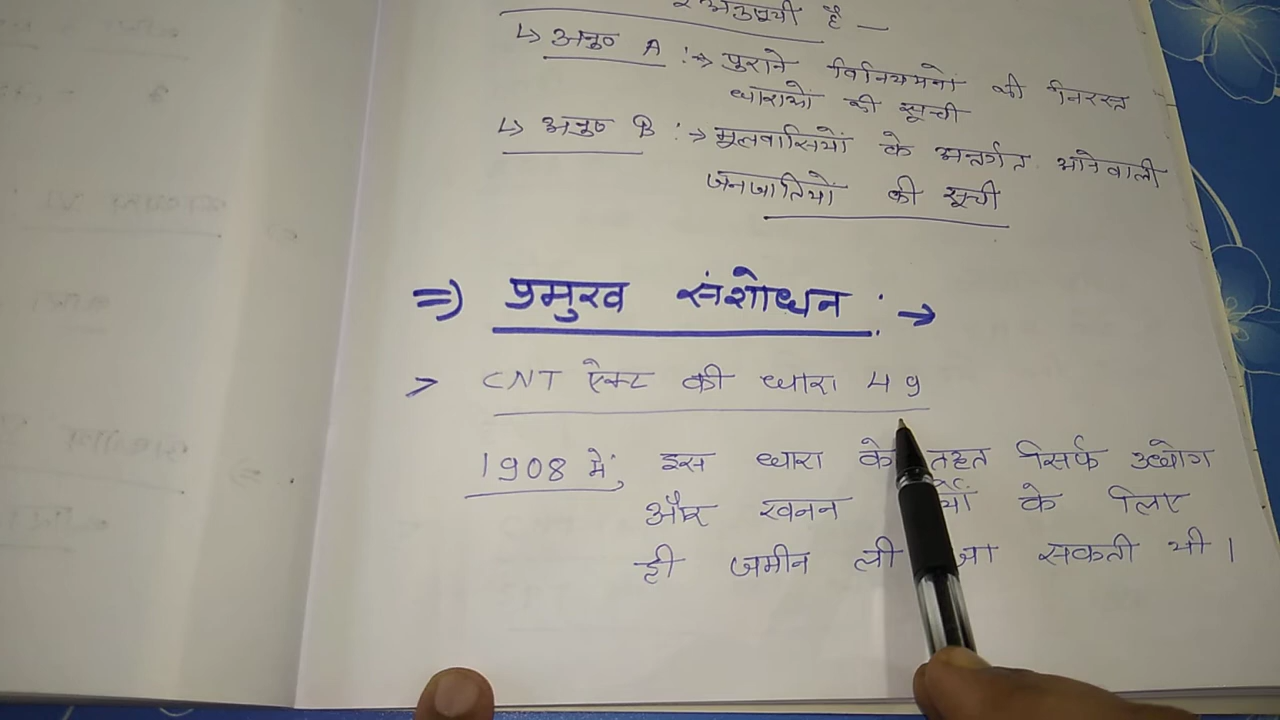 2 अनुसूची है —
↳ अनु० A :→ पुराने विनियमनों की निरस्त
धाराओं की सूची
↳ अनु० B :→ मूलवासियों के अन्तर्गत आनेवाली
जनजातियों की सूची
⇒ प्रमुख संशोधन :→
> CNT ऐक्ट की धारा 49
1908 में, इस धारा के तहत सिर्फ उद्योग
और खनन के लिए
ही जमीन ली जा सकती थी।